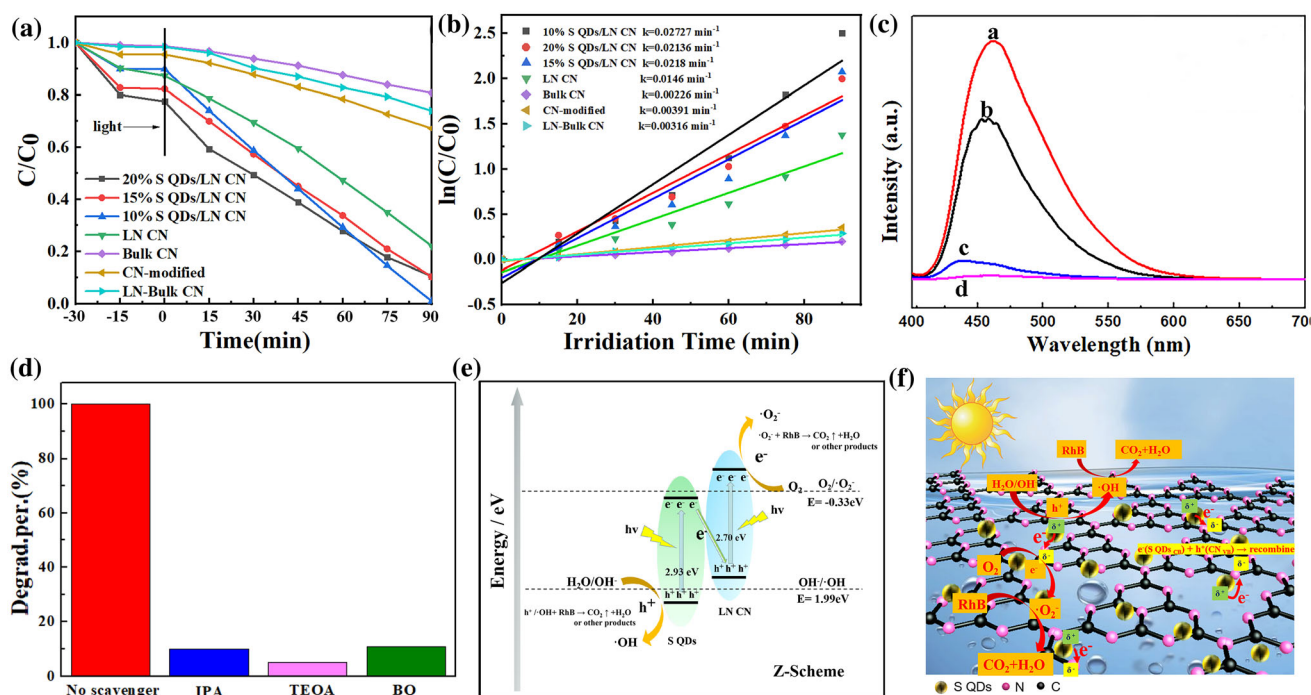 (a)
1.0
0.8
0.6
0.4
0.2
0.0
C/C0
light
20% S QDs/LN CN
15% S QDs/LN CN
10% S QDs/LN CN
LN CN
Bulk CN
CN-modified
LN-Bulk CN
-30 -15 0 15 30 45 60 75 90
Time(min)
(b)
2.5
2.0
1.5
1.0
0.5
0.0
-0.5
ln(C/C0)
10% S QDs/LN CN k=0.02727 min-1
20% S QDs/LN CN k=0.02136 min-1
15% S QDs/LN CN k=0.0218 min-1
LN CN k=0.0146 min-1
Bulk CN k=0.00226 min-1
CN-modified k=0.00391 min-1
LN-Bulk CN k=0.00316 min-1
0 20 40 60 80 100
Irridiation Time (min)
(c)
Intensity (a.u.)
a
b
c
d
400 450 500 550 600 650 700
Wavelength (nm)
(d)
100
80
60
40
20
0
Degrad.per.(%)
No scavenger IPA TEOA BQ
(e)
Energy / eV
·O2-
·O2- + RhB → CO2 ↑ +H2O
or other products
e-
e- e- e-
O2
O2/·O2-
E= -0.33eV
e- e- e-
hν
hν
e-
2.70 eV
2.93 eV
h+ h+ h+
LN CN
H2O/OH-
OH-/·OH
E= 1.99eV
h+
h+ h+ h+
h+/·OH+ RhB → CO2 ↑ +H2O
or other products
·OH
S QDs
Z-Scheme
(f)
RhB
CO2+H2O
H2O/OH
·OH
h+
δ+
δ+
e-
e-
δ-
δ-
e-(S QDs CB) + h+(CN VB) → recombine
O2
e-
δ-
δ+
e-
RhB
·O2-
δ+
e-
δ-
CO2+H2O
S QDs N C